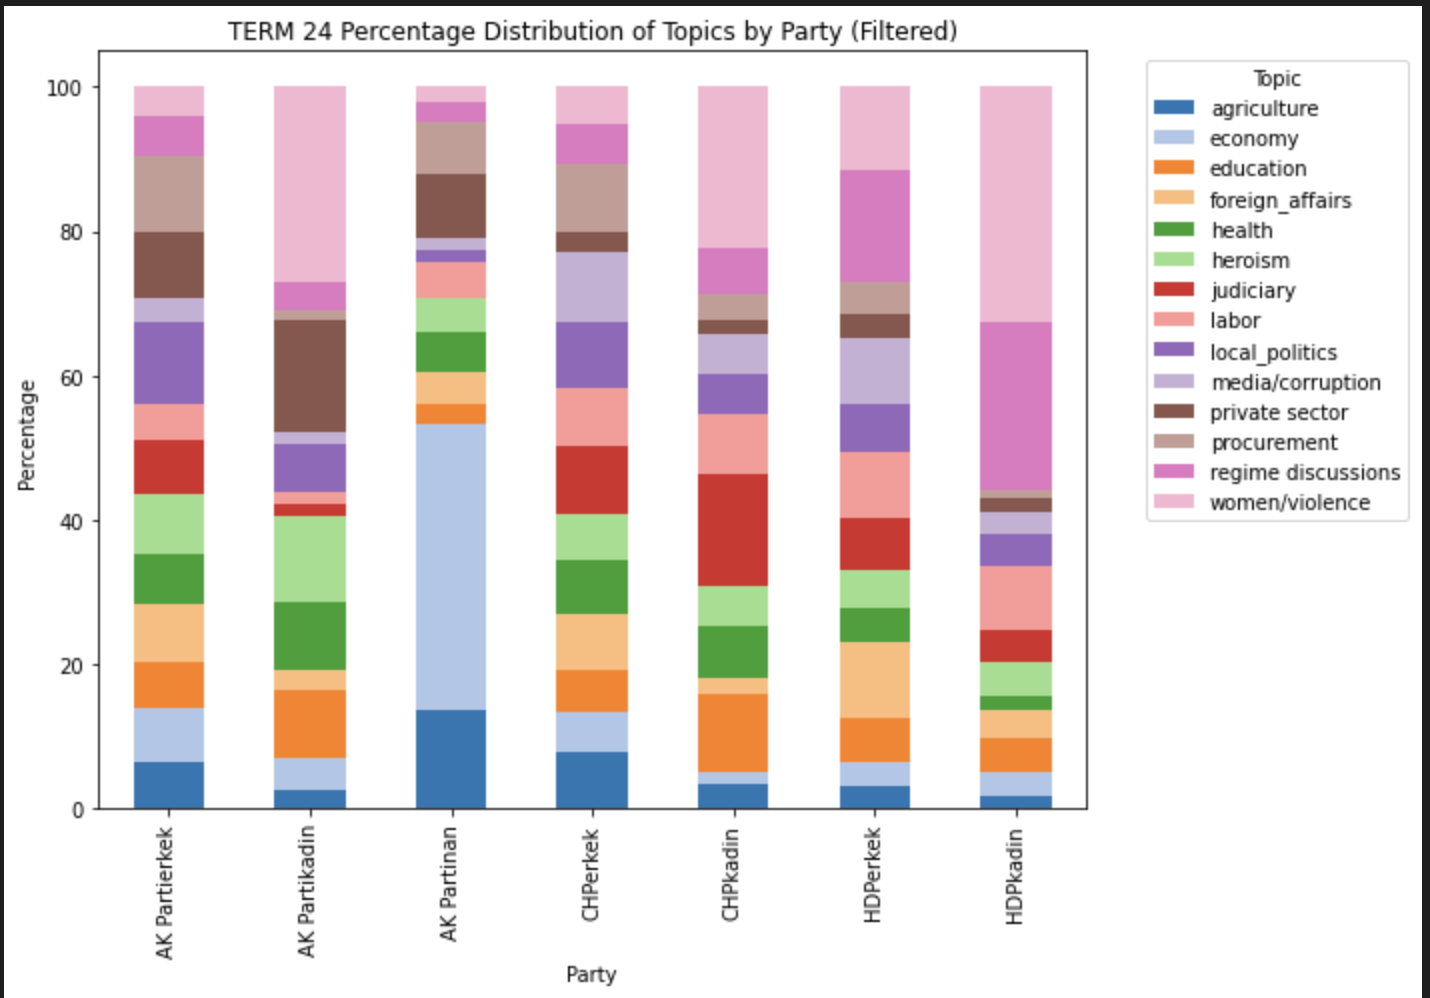 TERM 24 Percentage Distribution of Topics by Party (Filtered)
Percentage
100
80
60
40
20
0
AK Partierkek
AK Partikadin
AK Partinan
CHPerkek
CHPkadin
HDPerkek
HDPkadin
Party
Topic
agriculture
economy
education
foreign_affairs
health
heroism
judiciary
labor
local_politics
media/corruption
private sector
procurement
regime discussions
women/violence